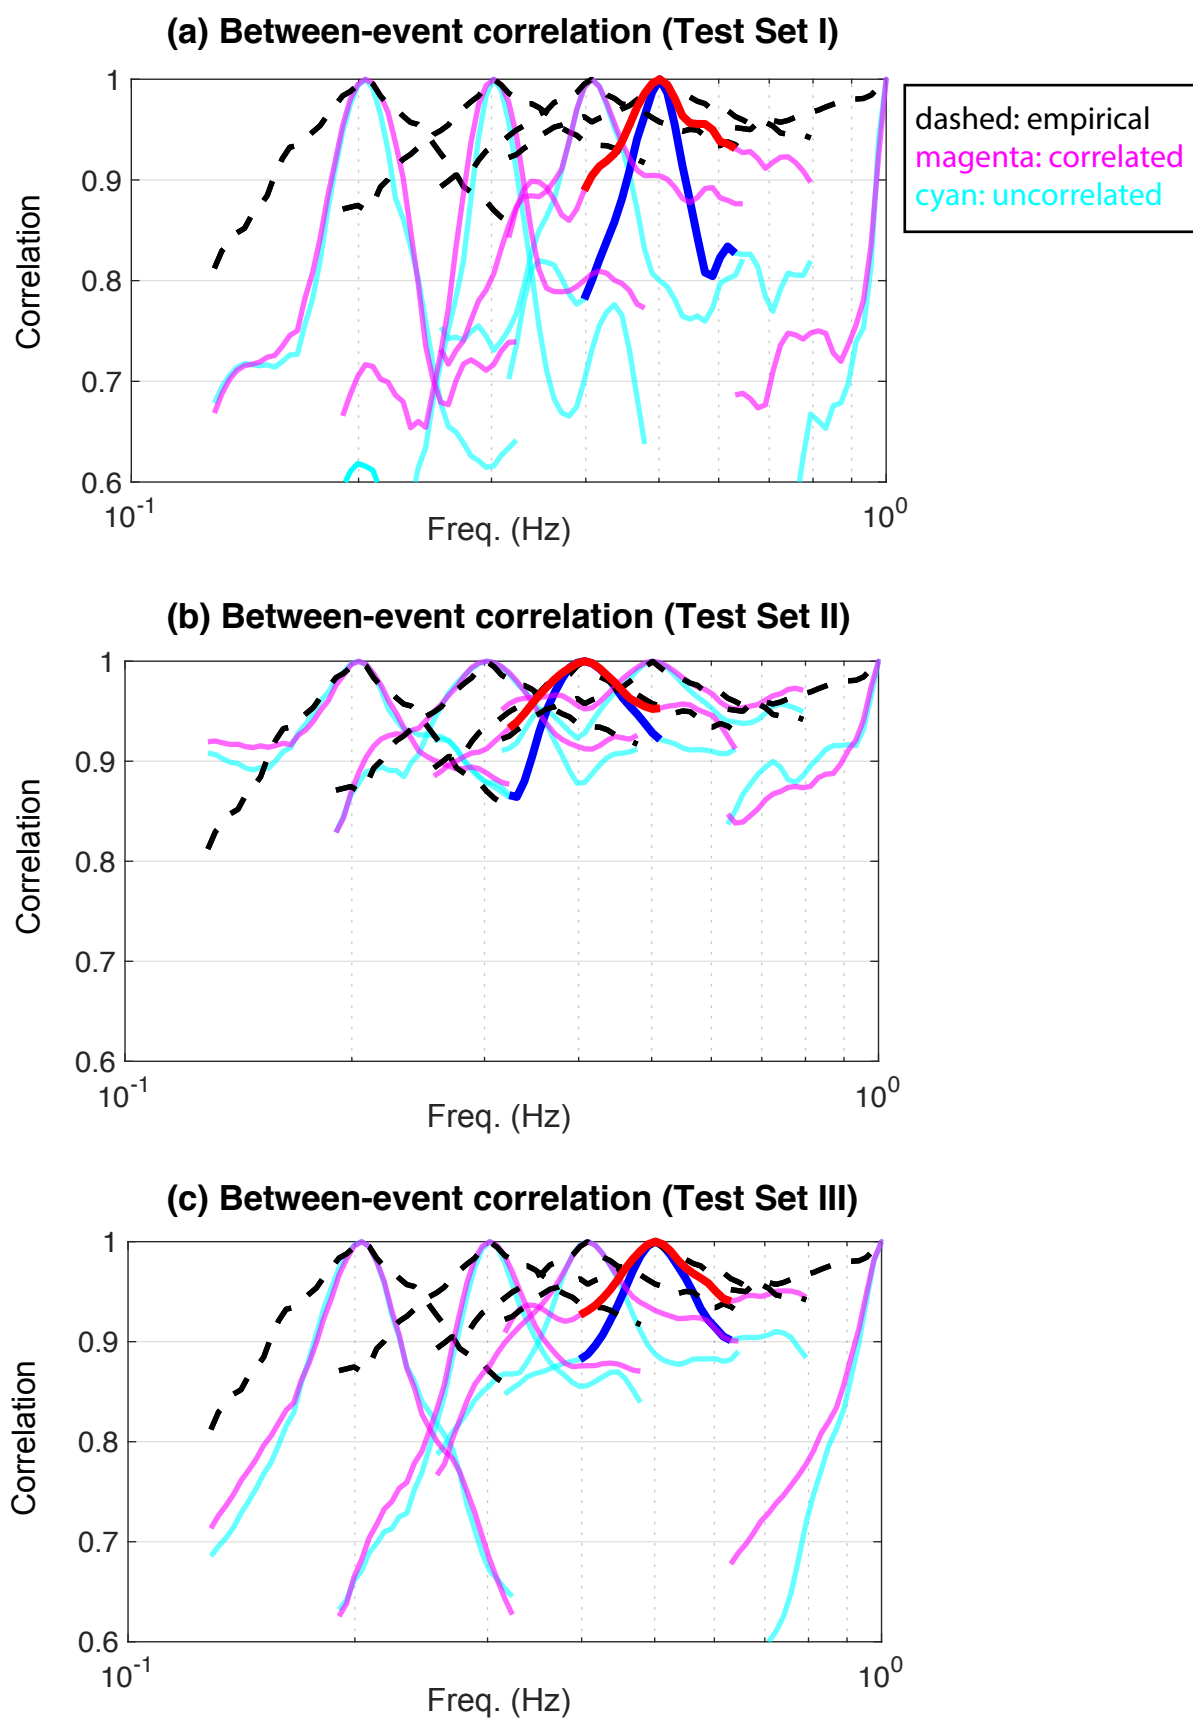 (a) Between-event correlation (Test Set I)
1
0.9
0.8
0.7
0.6
Correlation
10-1
100
Freq. (Hz)
dashed: empirical
magenta: correlated
cyan: uncorrelated
(b) Between-event correlation (Test Set II)
1
0.9
0.8
0.7
0.6
Correlation
10-1
100
Freq. (Hz)
(c) Between-event correlation (Test Set III)
1
0.9
0.8
0.7
0.6
Correlation
10-1
100
Freq. (Hz)